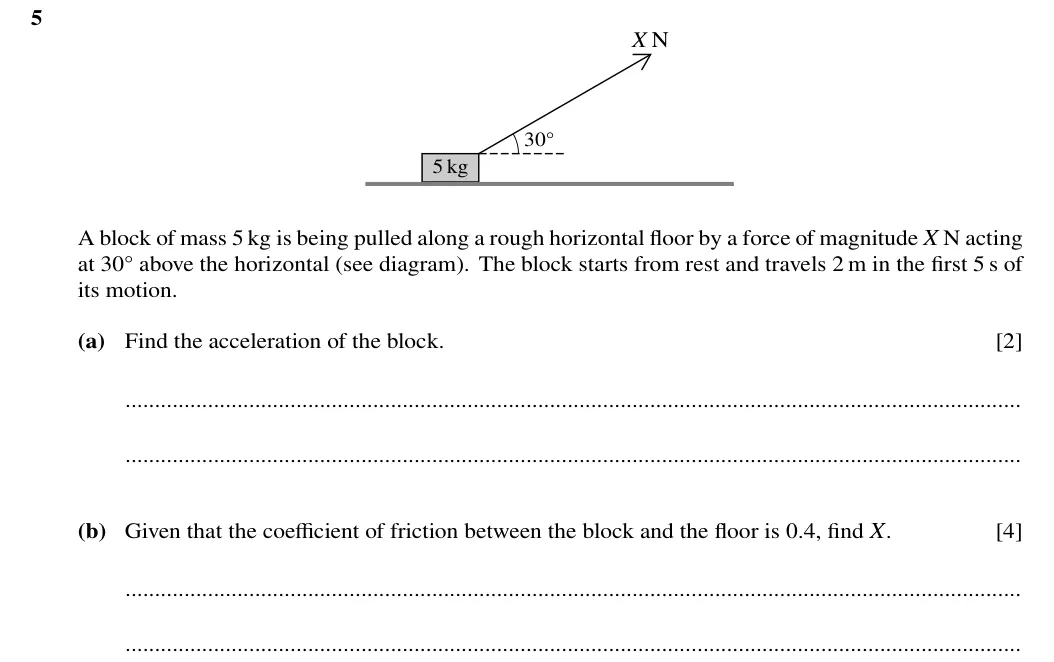 5
X N
30°
5 kg
A block of mass 5 kg is being pulled along a rough horizontal floor by a force of magnitude X N acting
at 30° above the horizontal (see diagram). The block starts from rest and travels 2 m in the first 5 s of
its motion.
(a) Find the acceleration of the block. [2]
(b) Given that the coefficient of friction between the block and the floor is 0.4, find X. [4]